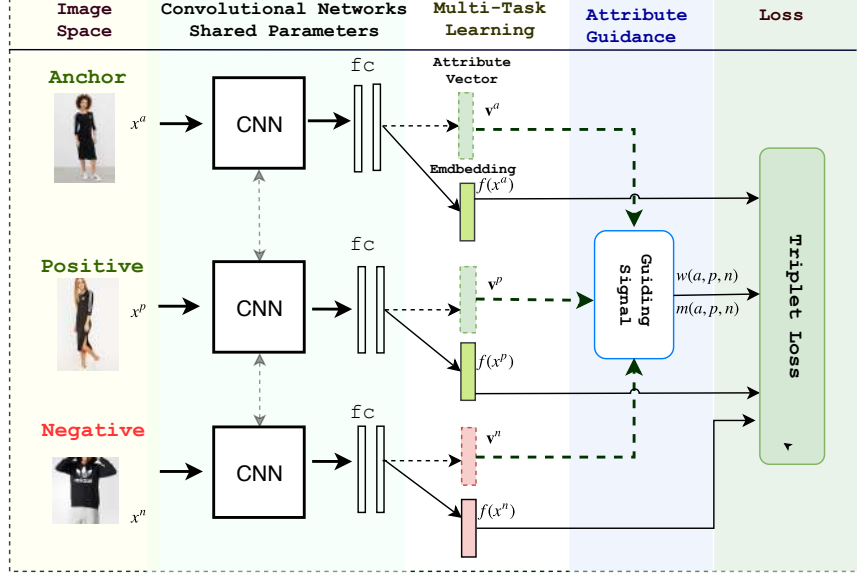 Image
Space
Convolutional Networks
Shared Parameters
Multi-Task
Learning
Attribute
Guidance
Loss
Anchor
x^a
CNN
fc
Attribute
Vector
v^a
Emdbedding
f(x^a)
Positive
x^p
CNN
fc
v^p
f(x^p)
Guiding
Signal
w(a, p, n)
m(a, p, n)
Triplet Loss
Negative
x^n
CNN
fc
v^n
f(x^n)